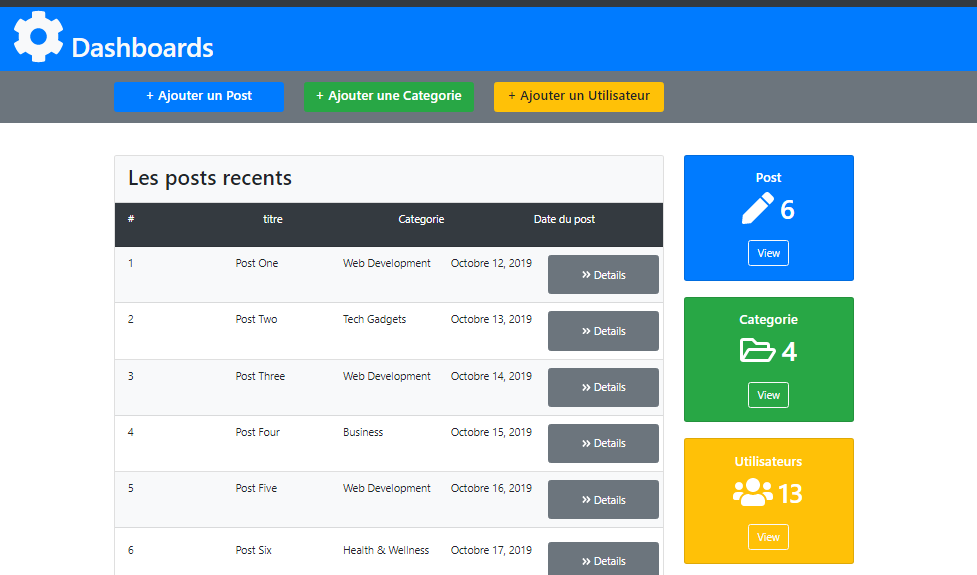 Dashboards
+ Ajouter un Post + Ajouter une Categorie + Ajouter un Utilisateur
Les posts recents
# titre Categorie Date du post
1 Post One Web Development Octobre 12, 2019 » Details
2 Post Two Tech Gadgets Octobre 13, 2019 » Details
3 Post Three Web Development Octobre 14, 2019 » Details
4 Post Four Business Octobre 15, 2019 » Details
5 Post Five Web Development Octobre 16, 2019 » Details
6 Post Six Health & Wellness Octobre 17, 2019 » Details
Post
6
View
Categorie
4
View
Utilisateurs
13
View